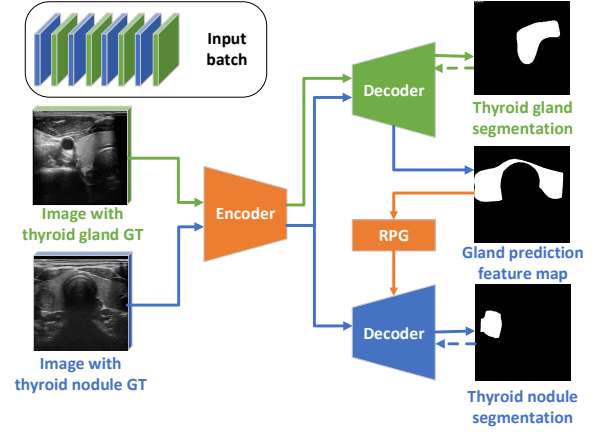 Input
batch
Decoder
Thyroid gland
segmentation
Image with
thyroid gland GT
Encoder
RPG
Gland prediction
feature map
Image with
thyroid nodule GT
Decoder
Thyroid nodule
segmentation